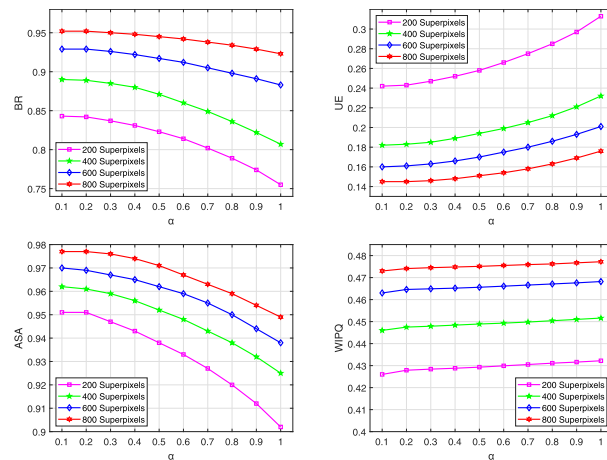 0.95
0.9
0.85
0.8
0.75
BR
200 Superpixels
400 Superpixels
600 Superpixels
800 Superpixels
0.1 0.2 0.3 0.4 0.5 0.6 0.7 0.8 0.9 1
α
0.3
0.26
0.2
0.18
0.16
0.14
UE
200 Superpixels
400 Superpixels
600 Superpixels
800 Superpixels
0.1 0.2 0.3 0.4 0.5 0.6 0.7 0.8 0.9 1
α
0.98
0.97
0.96
0.95
0.94
0.93
0.92
0.91
0.9
ASA
200 Superpixels
400 Superpixels
600 Superpixels
800 Superpixels
0.1 0.2 0.3 0.4 0.5 0.6 0.7 0.8 0.9 1
α
0.48
0.47
0.46
0.45
0.44
0.43
0.42
0.41
0.4
WIPQ
200 Superpixels
400 Superpixels
600 Superpixels
800 Superpixels
0.1 0.2 0.3 0.4 0.5 0.6 0.7 0.8 0.9 1
α